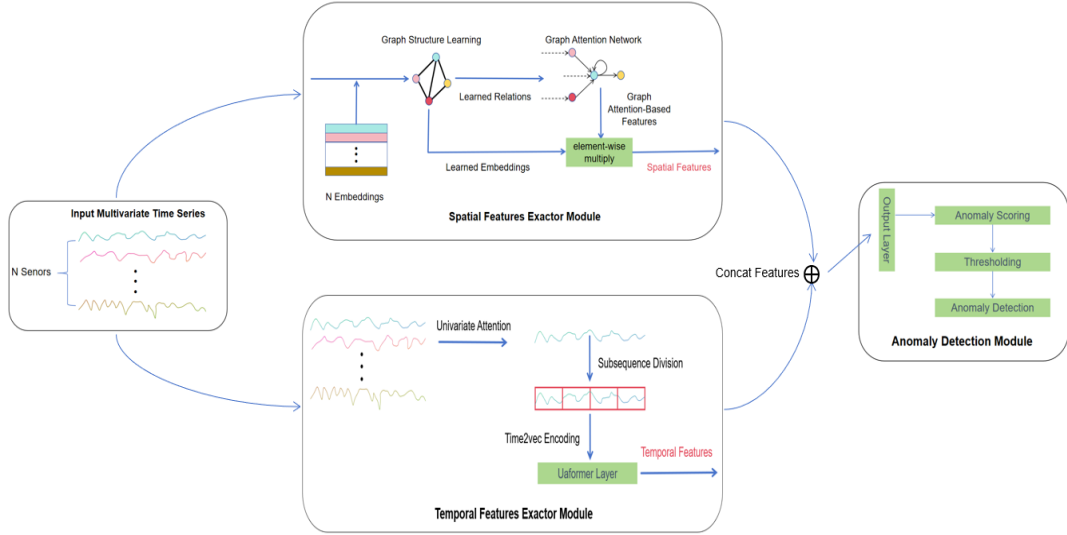 Input Multivariate Time Series
N Senors
Graph Structure Learning
Graph Attention Network
Learned Relations
Graph
Attention-Based
Features
N Embeddings
Learned Embeddings
element-wise
multiply
Spatial Features
Spatial Features Exactor Module
Univariate Attention
Subsequence Division
Time2vec Encoding
Uaformer Layer
Temporal Features
Temporal Features Exactor Module
Concat Features
Output Layer
Anomaly Scoring
Thresholding
Anomaly Detection
Anomaly Detection Module